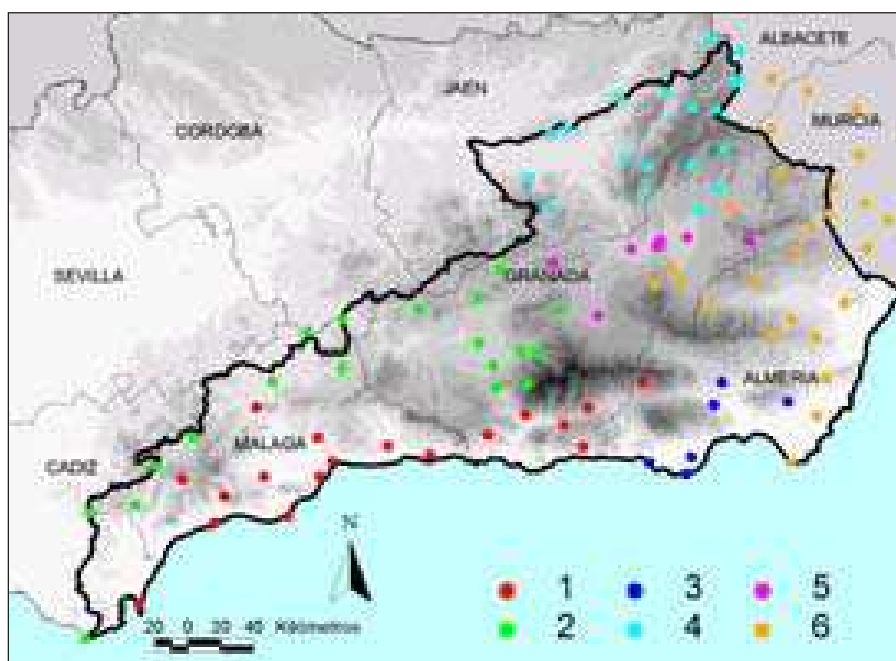 ALBACETE
JAEN
MURCIA
CORDOBA
SEVILLA
GRANADA
ALMERIA
MALAGA
CADIZ
N
1 3 5
2 4 6
20 0 20 40 Kilometros